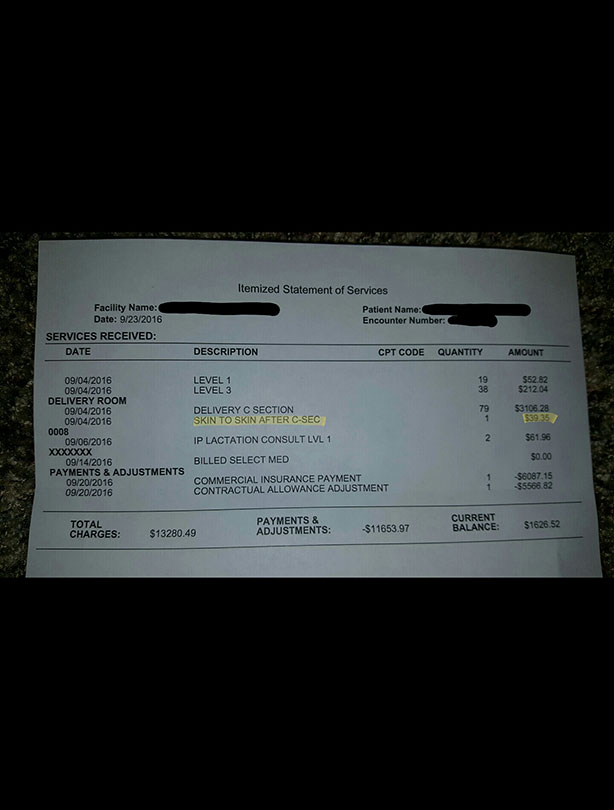 Itemized Statement of Services
Facility Name: Patient Name:
Date: 9/23/2016 Encounter Number:
SERVICES RECEIVED:
DATE DESCRIPTION CPT CODE QUANTITY AMOUNT
09/04/2016 LEVEL 1 19 $52.82
09/04/2016 LEVEL 3 38 $212.04
DELIVERY ROOM
09/04/2016 DELIVERY C SECTION 79 $3106.28
09/04/2016 SKIN TO SKIN AFTER C-SEC 1 $39.35
0008
09/06/2016 IP LACTATION CONSULT LVL 1 2 $61.96
XXXXXXX
09/14/2016 BILLED SELECT MED $0.00
PAYMENTS & ADJUSTMENTS
09/20/2016 COMMERCIAL INSURANCE PAYMENT 1 -$6087.15
09/20/2016 CONTRACTUAL ALLOWANCE ADJUSTMENT 1 -$5566.82
TOTAL CHARGES: $13280.49 PAYMENTS & ADJUSTMENTS: -$11653.97 CURRENT BALANCE: $1626.52